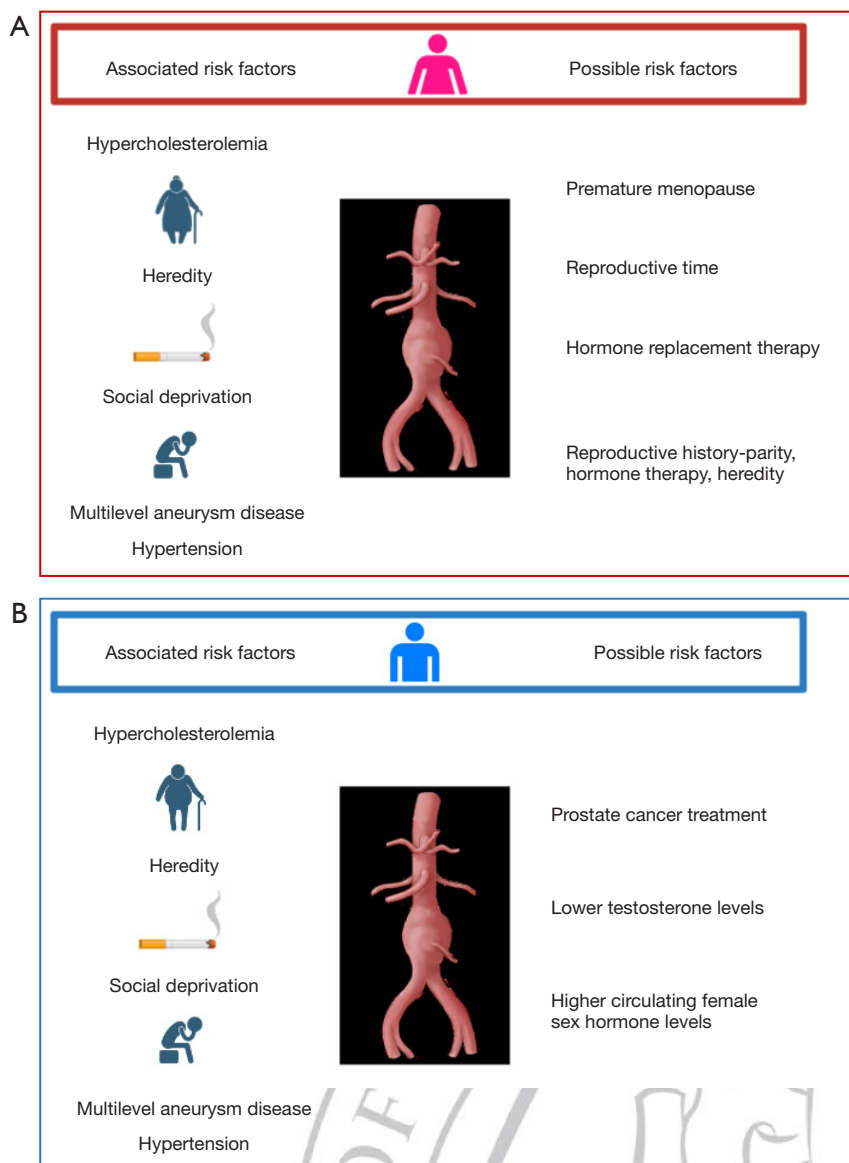 A
Associated risk factors
Possible risk factors
Hypercholesterolemia
Heredity
Social deprivation
Multilevel aneurysm disease
Hypertension
Premature menopause
Reproductive time
Hormone replacement therapy
Reproductive history-parity,
hormone therapy, heredity
B
Associated risk factors
Possible risk factors
Hypercholesterolemia
Heredity
Social deprivation
Multilevel aneurysm disease
Hypertension
Prostate cancer treatment
Lower testosterone levels
Higher circulating female
sex hormone levels
OF